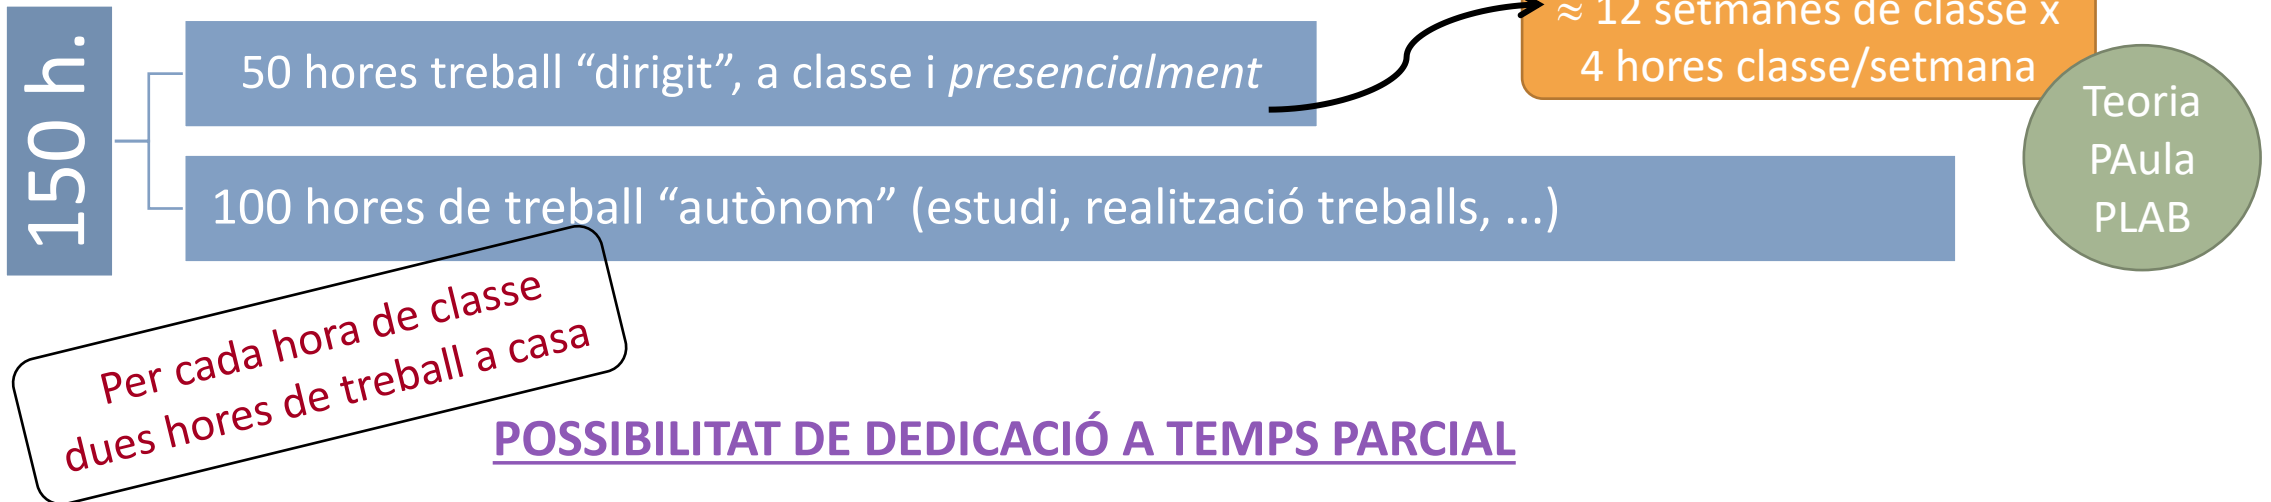 150 h.
50 hores treball “dirigit”, a classe i presencialment
≈ 12 setmanes de classe x
4 hores classe/setmana
Teoria
PAula
PLAB
100 hores de treball “autònom” (estudi, realització treballs, ...)
Per cada hora de classe
dues hores de treball a casa
POSSIBILITAT DE DEDICACIÓ A TEMPS PARCIAL